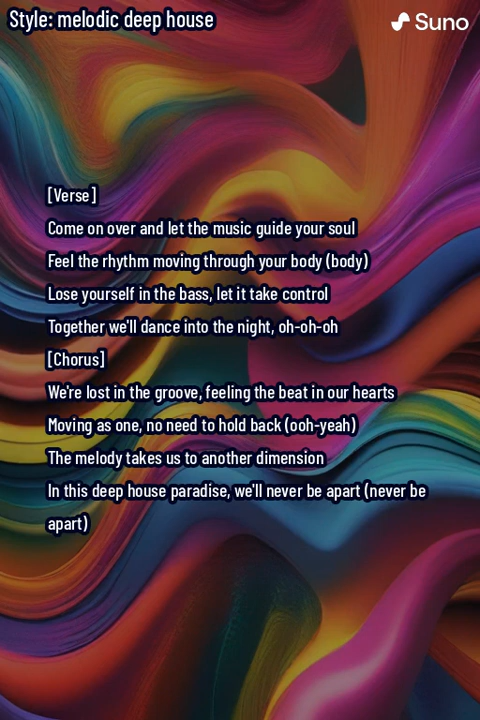 Style: melodic deep house
Suno
[Verse]
Come on over and let the music guide your soul
Feel the rhythm moving through your body (body)
Lose yourself in the bass, let it take control
Together we'll dance into the night, oh-oh-oh
[Chorus]
We're lost in the groove, feeling the beat in our hearts
Moving as one, no need to hold back (ooh-yeah)
The melody takes us to another dimension
In this deep house paradise, we'll never be apart (never be
apart)